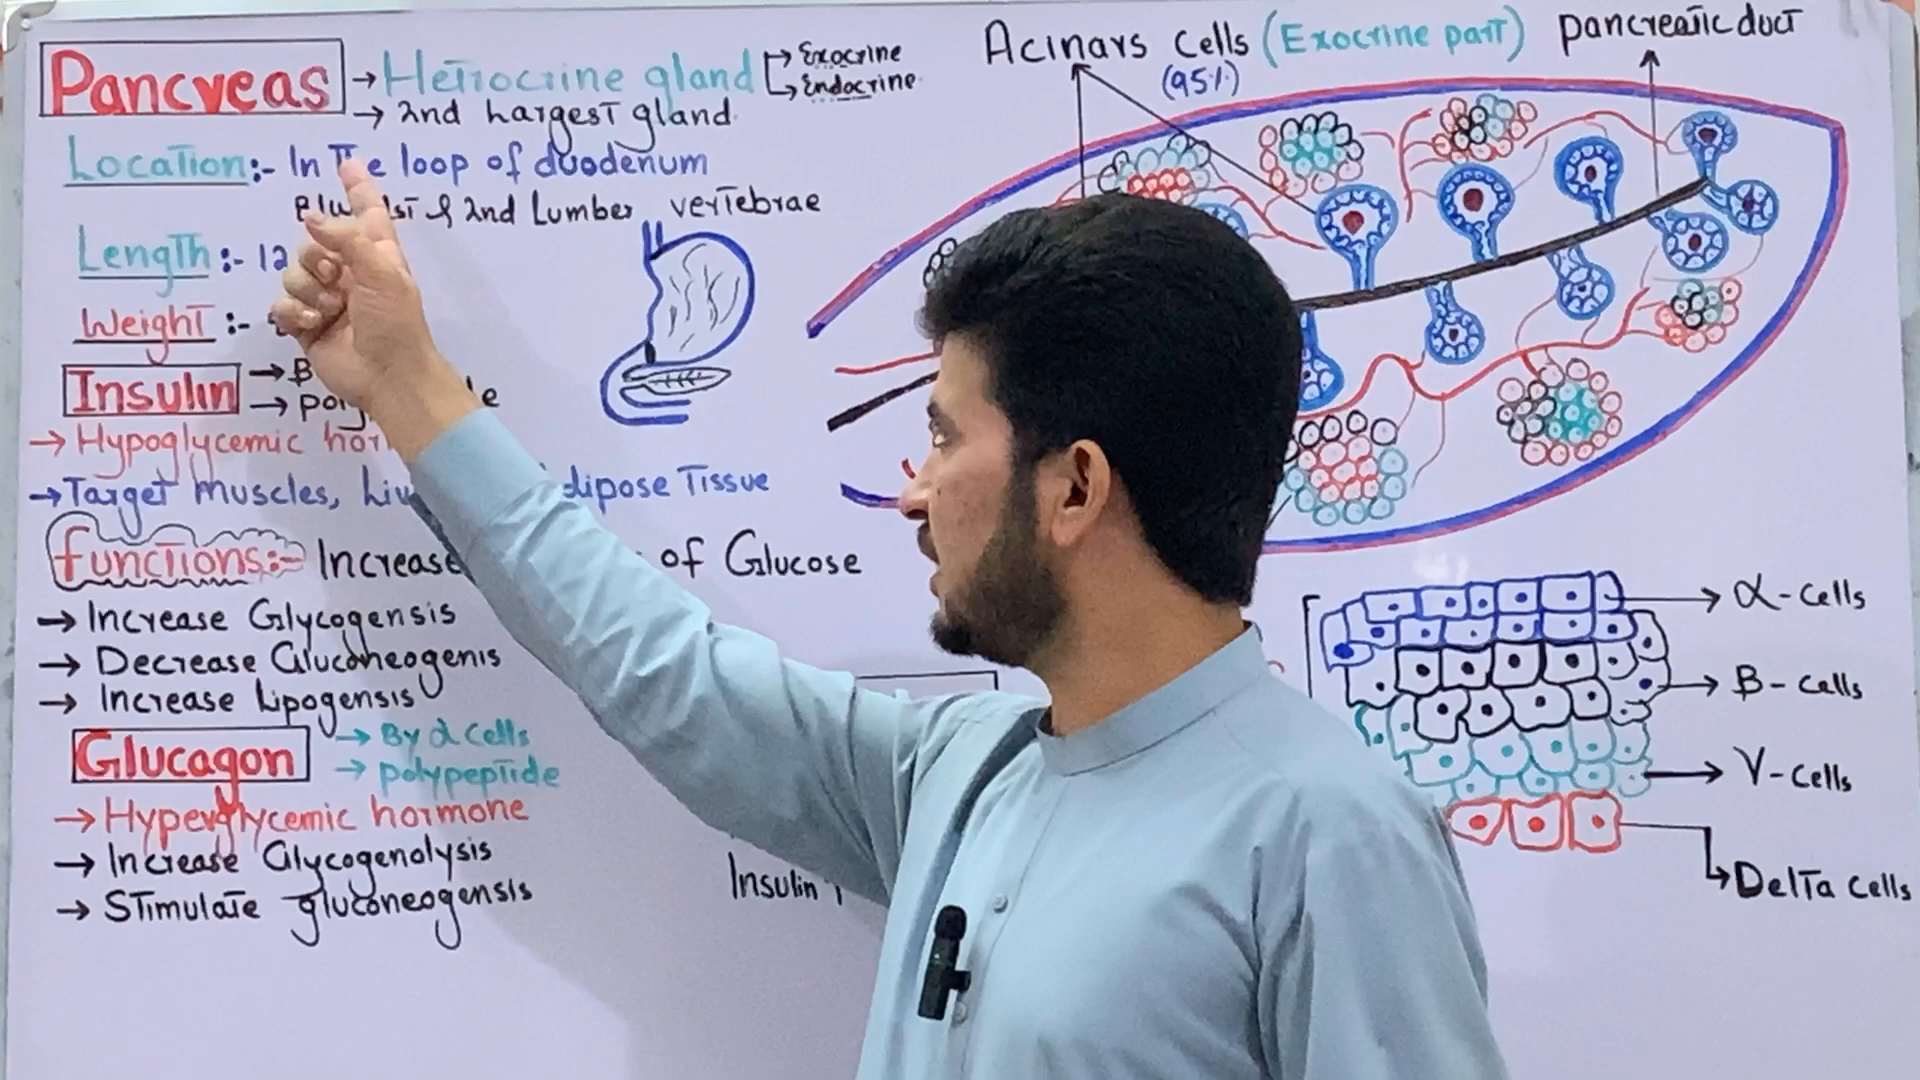 Pancreas → Hetrocrine gland → Exocrine
→ Endocrine
→ 2nd Largest gland
Location:- In The loop of duodenum
1st & 2nd Lumber vertebrae
Length :- 12
Weight :-
Insulin → B
→
→ Hypoglycemic
→ Target muscles, dipose Tissue
Functions:- Increase of Glucose
→ Increase Glycogensis
→ Decrease Gluconeogenis
→ Increase Lipogensis
Glucagon → By α cells
→ polypeptide
→ Hyperglycemic hormone
→ Increase Glycogenolysis
→ Stimulate gluconeogensis
Acinars cells (Exocrine part)
(95%)
pancreatic duct
Insulin
→ α-cells
→ B-cells
→ γ-cells
→ Delta cells